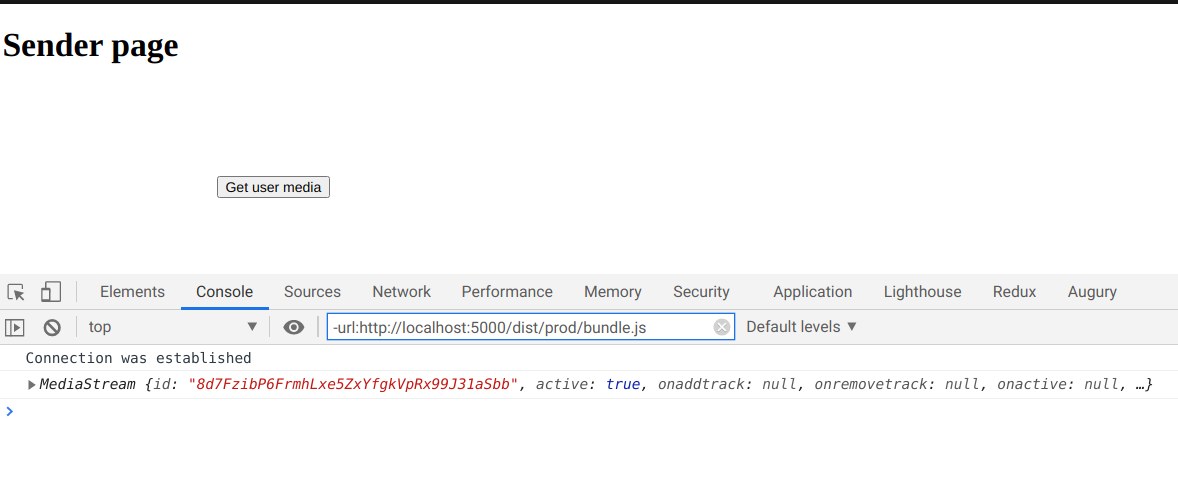 Sender page
Get user media
Elements Console Sources Network Performance Memory Security Application Lighthouse Redux Augury
top -url:http://localhost:5000/dist/prod/bundle.js Default levels ▼
Connection was established
MediaStream {id: "8d7FzibP6FrmhLxe5ZxYfgkVpRx99J31aSbb", active: true, onaddtrack: null, onremovetrack: null, onactive: null, …}